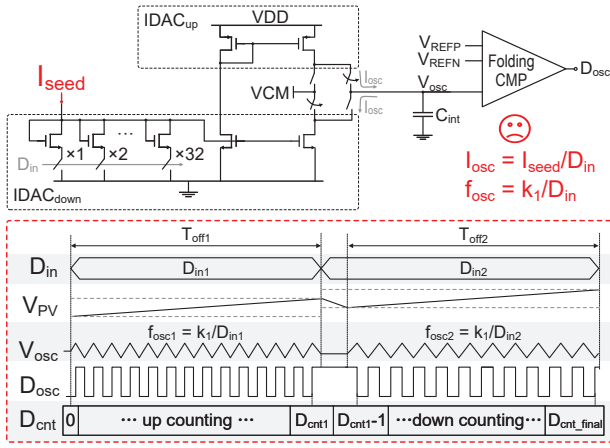 IDACup
VDD
Iseed
Iosc
VCM
Iosc
VREFP
VREFN
Folding
CMP
Dosc
Vosc
Cint
Din
×1
×2
...
×32
IDACdown
Iosc = Iseed/Din
fosc = k1/Din
Toff1
Toff2
Din
Din1
Din2
VPV
fosc1 = k1/Din1
fosc2 = k1/Din2
Vosc
Dosc
Dcnt
0
··· up counting ···
Dcnt1
Dcnt1-1
···down counting···
Dcnt_final